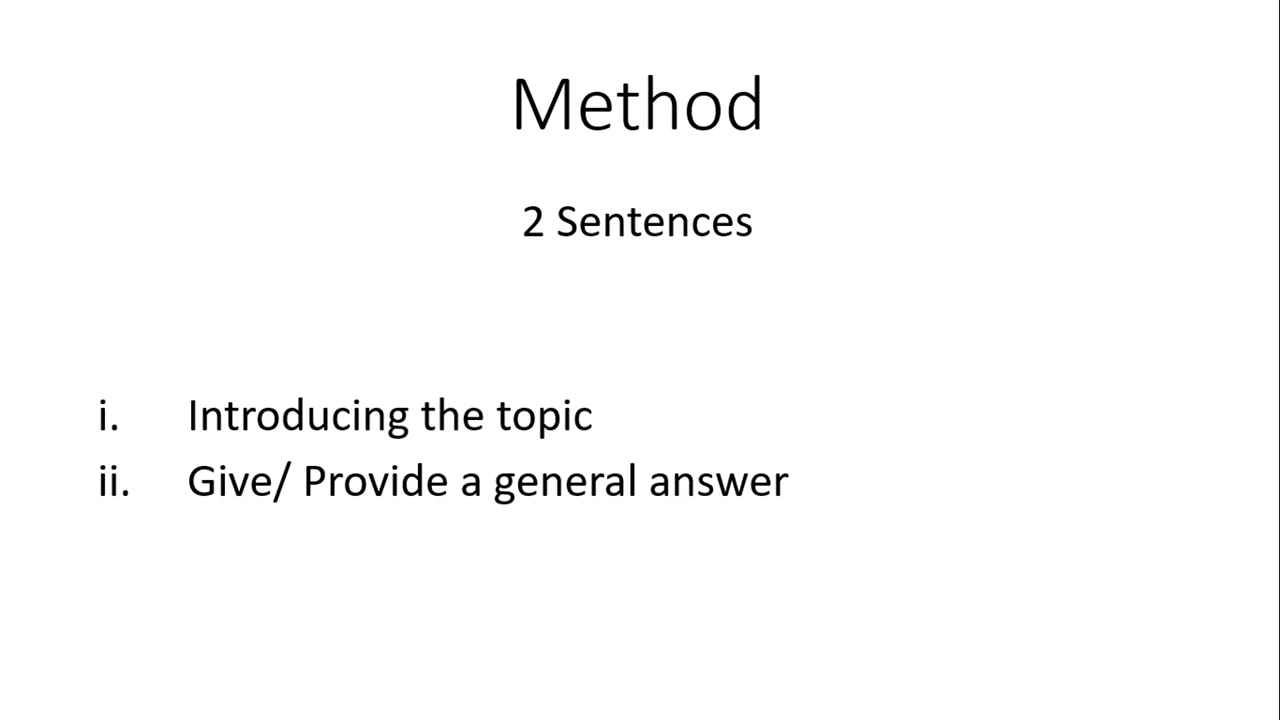 Method
2 Sentences
i. Introducing the topic
ii. Give/ Provide a general answer